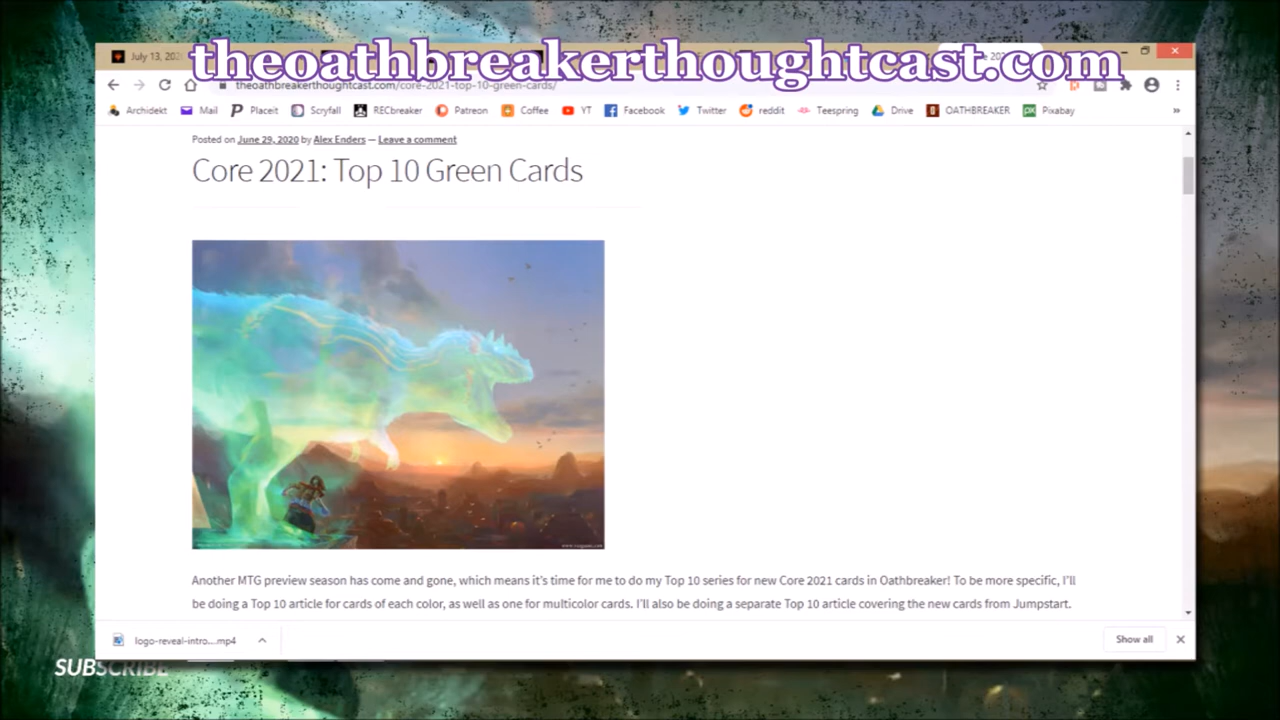 theoathbreakerthoughtcast.com
July 13, 202
theoathbreakerthoughtcast.com/core-2021-top-10-green-cards/
Archidekt Mail Placeit Scryfall RECbreaker Patreon Coffee YT Facebook Twitter reddit Teespring Drive OATHBREAKER Pixabay »
Posted on June 29, 2020 by Alex Enders — Leave a comment
Core 2021: Top 10 Green Cards
Another MTG preview season has come and gone, which means it's time for me to do my Top 10 series for new Core 2021 cards in Oathbreaker! To be more specific, I'll
be doing a Top 10 article for cards of each color, as well as one for multicolor cards. I'll also be doing a separate Top 10 article covering the new cards from Jumpstart.
logo-reveal-intro....mp4
Show all
SUBSCRIBE